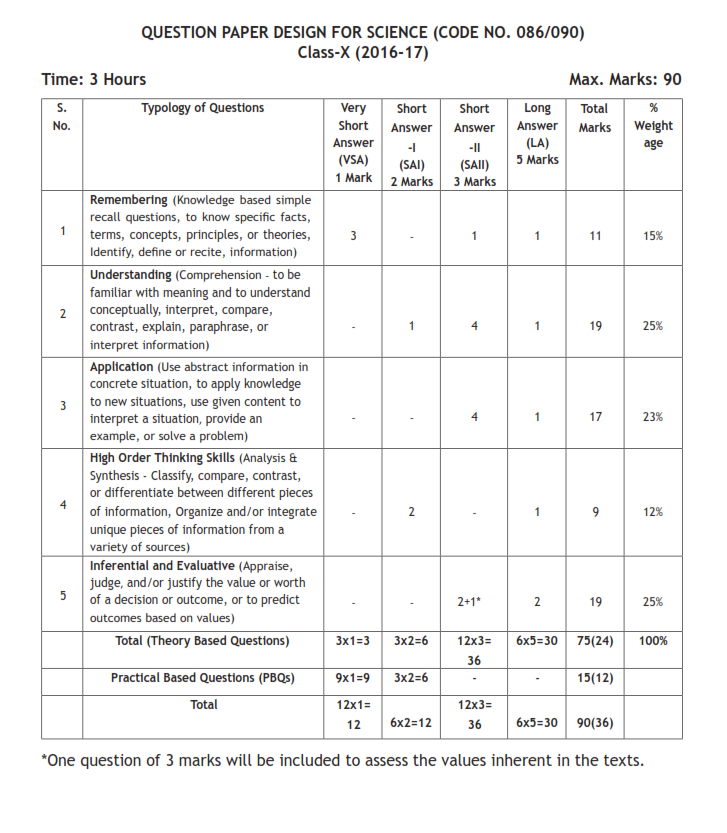 QUESTION PAPER DESIGN FOR SCIENCE (CODE NO. 086/090)
Class-X (2016-17)
Time: 3 Hours Max. Marks: 90
S. No. Typology of Questions Very Short Answer (VSA) 1 Mark Short Answer -I (SAI) 2 Marks Short Answer -II (SAII) 3 Marks Long Answer (LA) 5 Marks Total Marks % Weight age
1
Remembering (Knowledge based simple
recall questions, to know specific facts,
terms, concepts, principles, or theories,
Identify, define or recite, information)
3 - 1 1 11 15%
2
Understanding (Comprehension - to be
familiar with meaning and to understand
conceptually, interpret, compare,
contrast, explain, paraphrase, or
interpret information)
- 1 4 1 19 25%
3
Application (Use abstract information in
concrete situation, to apply knowledge
to new situations, use given content to
interpret a situation, provide an
example, or solve a problem)
- - 4 1 17 23%
4
High Order Thinking Skills (Analysis &
Synthesis - Classify, compare, contrast,
or differentiate between different pieces
of information, Organize and/or integrate
unique pieces of information from a
variety of sources)
- 2 - 1 9 12%
5
Inferential and Evaluative (Appraise,
judge, and/or justify the value or worth
of a decision or outcome, or to predict
outcomes based on values)
- - 2+1* 2 19 25%
Total (Theory Based Questions) 3x1=3 3x2=6 12x3= 36 6x5=30 75(24) 100%
Practical Based Questions (PBQs) 9x1=9 3x2=6 - - 15(12)
Total 12x1= 12 6x2=12 12x3= 36 6x5=30 90(36)
*One question of 3 marks will be included to assess the values inherent in the texts.